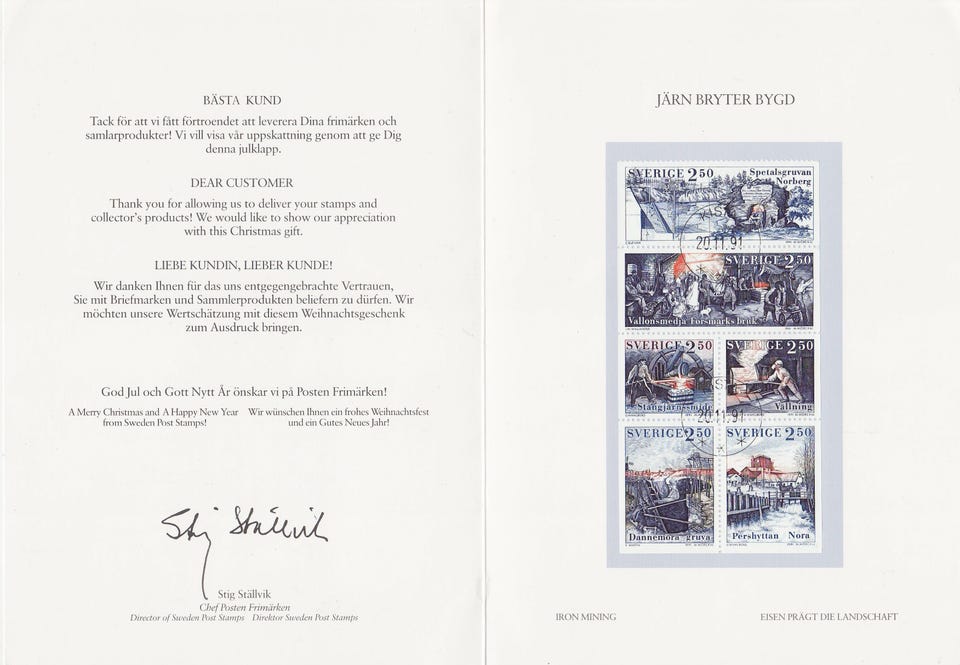 BÄSTA KUND
Tack för att vi fått förtroendet att leverera Dina frimärken och
samlarprodukter! Vi vill visa vår uppskattning genom att ge Dig
denna julklapp.
DEAR CUSTOMER
Thank you for allowing us to deliver your stamps and
collector's products! We would like to show our appreciation
with this Christmas gift.
LIEBE KUNDIN, LIEBER KUNDE!
Wir danken Ihnen für das uns entgegengebrachte Vertrauen,
Sie mit Briefmarken und Sammlerprodukten beliefern zu dürfen. Wir
möchten unsere Wertschätzung mit diesem Weihnachtsgeschenk
zum Ausdruck bringen.
God Jul och Gott Nytt År önskar vi på Posten Frimärken!
A Merry Christmas and A Happy New Year
from Sweden Post Stamps!
Wir wünschen Ihnen ein frohes Weihnachtsfest
und ein Gutes Neues Jahr!
Stig Ställvik
Stig Ställvik
Chef Posten Frimärken
Director of Sweden Post Stamps Direktor Sweden Post Stamps
JÄRN BRYTER BYGD
SVERIGE 2 50
Spetalsgruvan
Norberg
20.11.91
SVERIGE 2 50
Vallonsmedja Forsmarks bruk
SVERIGE 2 50
Stångjärnssmide
SVERIGE 2 50
Vällning
20.11.91
SVERIGE 2 50
Dannemora gruva
SVERIGE 2 50
Pershyttan Nora
IRON MINING
EISEN PRÄGT DIE LANDSCHAFT